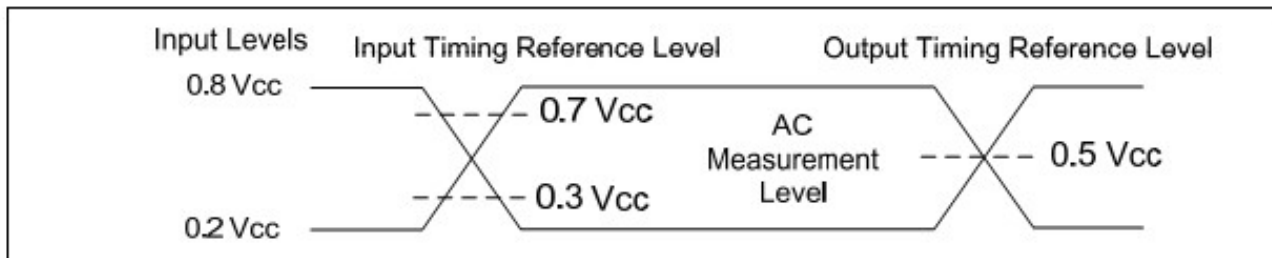 Input Levels
Input Timing Reference Level
Output Timing Reference Level
0.8 Vcc
0.7 Vcc
AC
Measurement
Level
0.5 Vcc
0.3 Vcc
0.2 Vcc